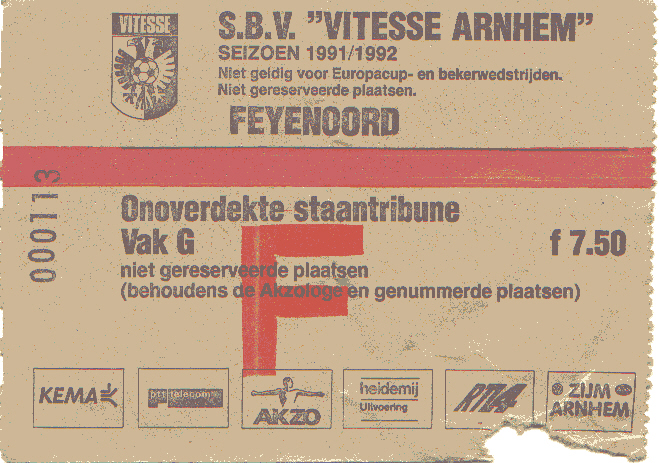 VITESSE
S.B.V. "VITESSE ARNHEM"
SEIZOEN 1991/1992
Niet geldig voor Europacup- en bekerwedstrijden.
Niet gereserveerde plaatsen.
FEYENOORD
000113
Onoverdekte staantribune
Vak G f 7.50
niet gereserveerde plaatsen
(behoudens de Akzologe en genummerde plaatsen)
F
KEMA
ptt telecom
AKZO
heidemij
Uitvoering
RTL4
ZIJM
ARNHEM